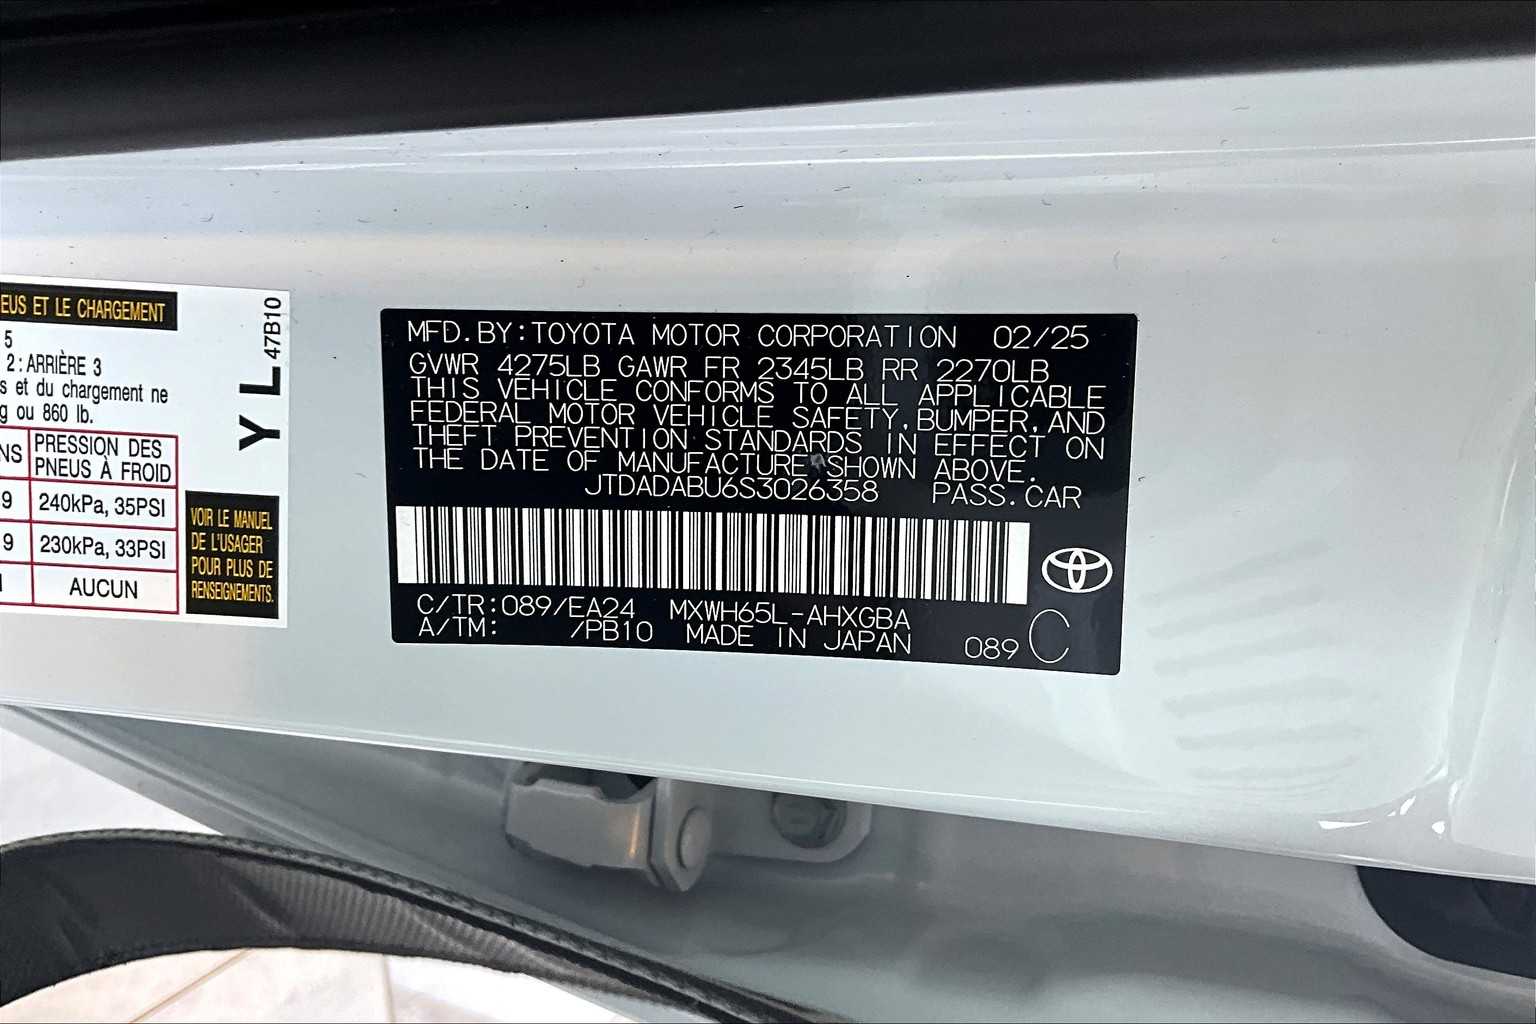 EUS ET LE CHARGEMENT
5
2 : ARRIÈRE 3
s et du chargement ne
g ou 860 lb.
NS PRESSION DES PNEUS À FROID
9 240kPa, 35PSI
9 230kPa, 33PSI
AUCUN
YL 47B10
VOIR LE MANUEL
DE L'USAGER
POUR PLUS DE
RENSEIGNEMENTS.
MFD.BY:TOYOTA MOTOR CORPORATION 02/25
GVWR 4275LB GAWR FR 2345LB RR 2270LB
THIS VEHICLE CONFORMS TO ALL APPLICABLE
FEDERAL MOTOR VEHICLE SAFETY,BUMPER,AND
THEFT PREVENTION STANDARDS IN EFFECT ON
THE DATE OF MANUFACTURE SHOWN ABOVE.
JTDADABU6S3026358 PASS.CAR
C/TR:089/EA24 MXWH65L-AHXGBA
A/TM: /PB10 MADE IN JAPAN 089 C